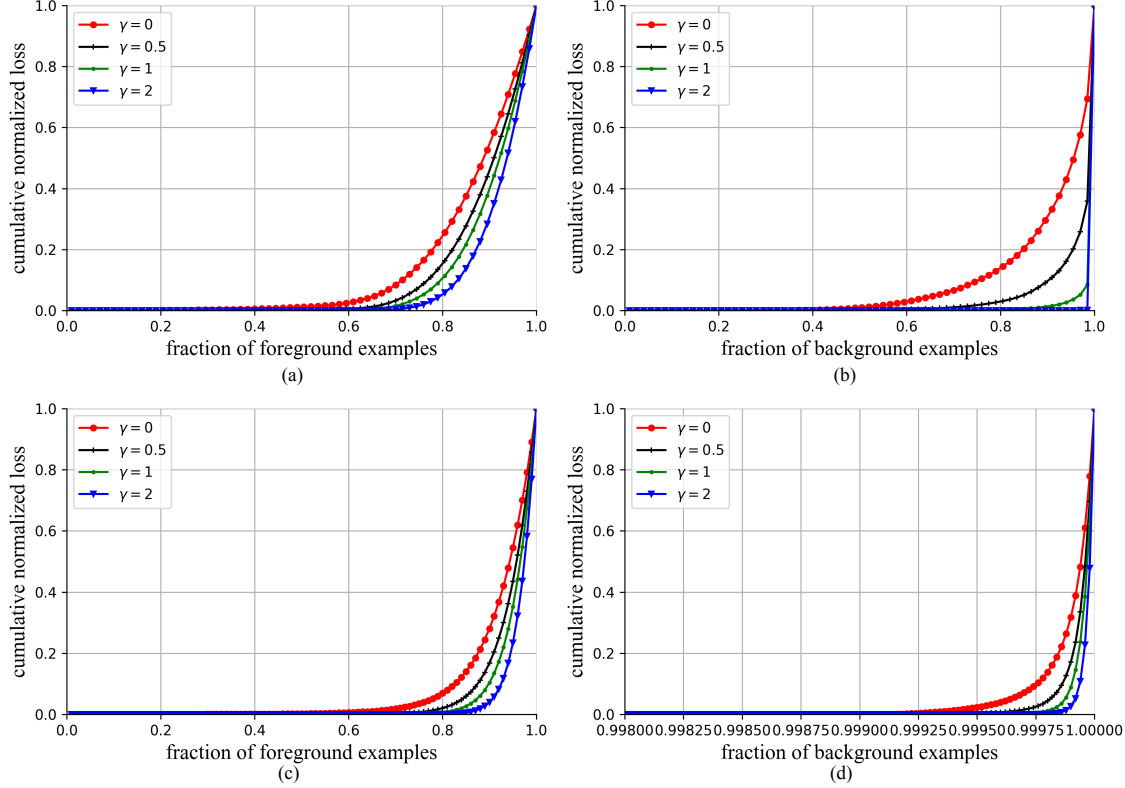 1.0
0.8
0.6
0.4
0.2
0.0
cumulative normalized loss
γ = 0
γ = 0.5
γ = 1
γ = 2
0.0 0.2 0.4 0.6 0.8 1.0
fraction of foreground examples
(a)
1.0
0.8
0.6
0.4
0.2
0.0
cumulative normalized loss
γ = 0
γ = 0.5
γ = 1
γ = 2
0.0 0.2 0.4 0.6 0.8 1.0
fraction of background examples
(b)
1.0
0.8
0.6
0.4
0.2
0.0
cumulative normalized loss
γ = 0
γ = 0.5
γ = 1
γ = 2
0.0 0.2 0.4 0.6 0.8 1.0
fraction of foreground examples
(c)
1.0
0.8
0.6
0.4
0.2
0.0
cumulative normalized loss
γ = 0
γ = 0.5
γ = 1
γ = 2
0.99800 0.99825 0.99850 0.99875 0.99900 0.99925 0.99950 0.99975 1.00000
fraction of background examples
(d)